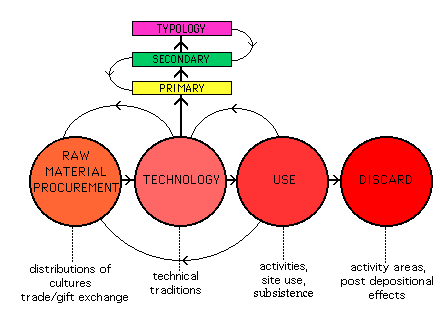 TYPOLOGY
SECONDARY
PRIMARY
RAW
MATERIAL
PROCUREMENT
TECHNOLOGY
USE
DISCARD
distributions of
cultures
trade/gift exchange
technical
traditions
activities,
site use,
subsistence
activity areas,
post depositional
effects